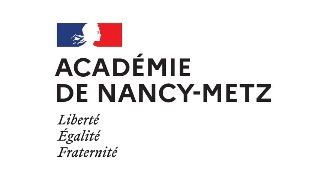 ACADÉMIE
DE NANCY-METZ
Liberté
Égalité
Fraternité